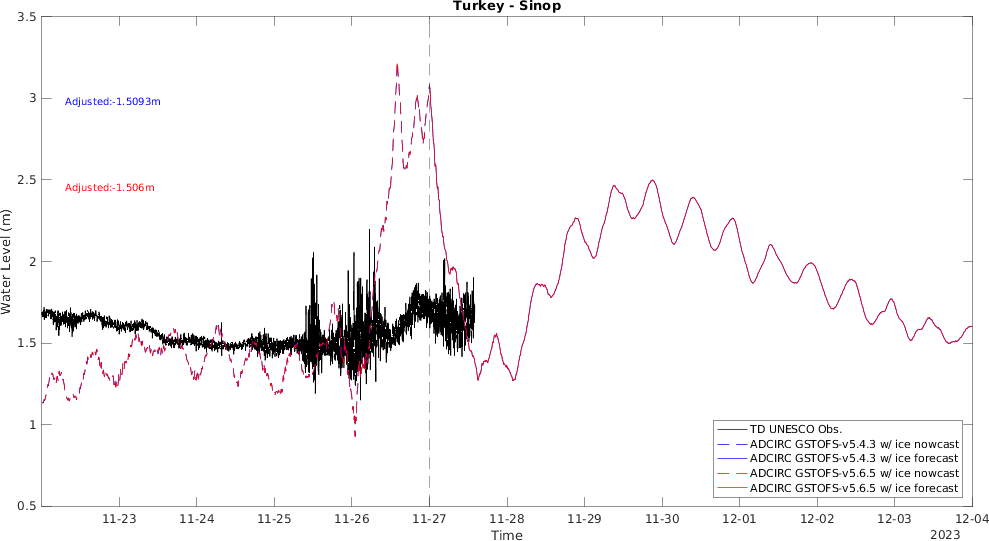 Turkey - Sinop
3.5
3
2.5
2
1.5
1
0.5
Water Level (m)
Adjusted:-1.5093m
Adjusted:-1.506m
TD UNESCO Obs.
ADCIRC GSTOFS-v5.4.3 w/ ice nowcast
ADCIRC GSTOFS-v5.4.3 w/ ice forecast
ADCIRC GSTOFS-v5.6.5 w/ ice nowcast
ADCIRC GSTOFS-v5.6.5 w/ ice forecast
11-23 11-24 11-25 11-26 11-27 11-28 11-29 11-30 12-01 12-02 12-03 12-04
Time
2023